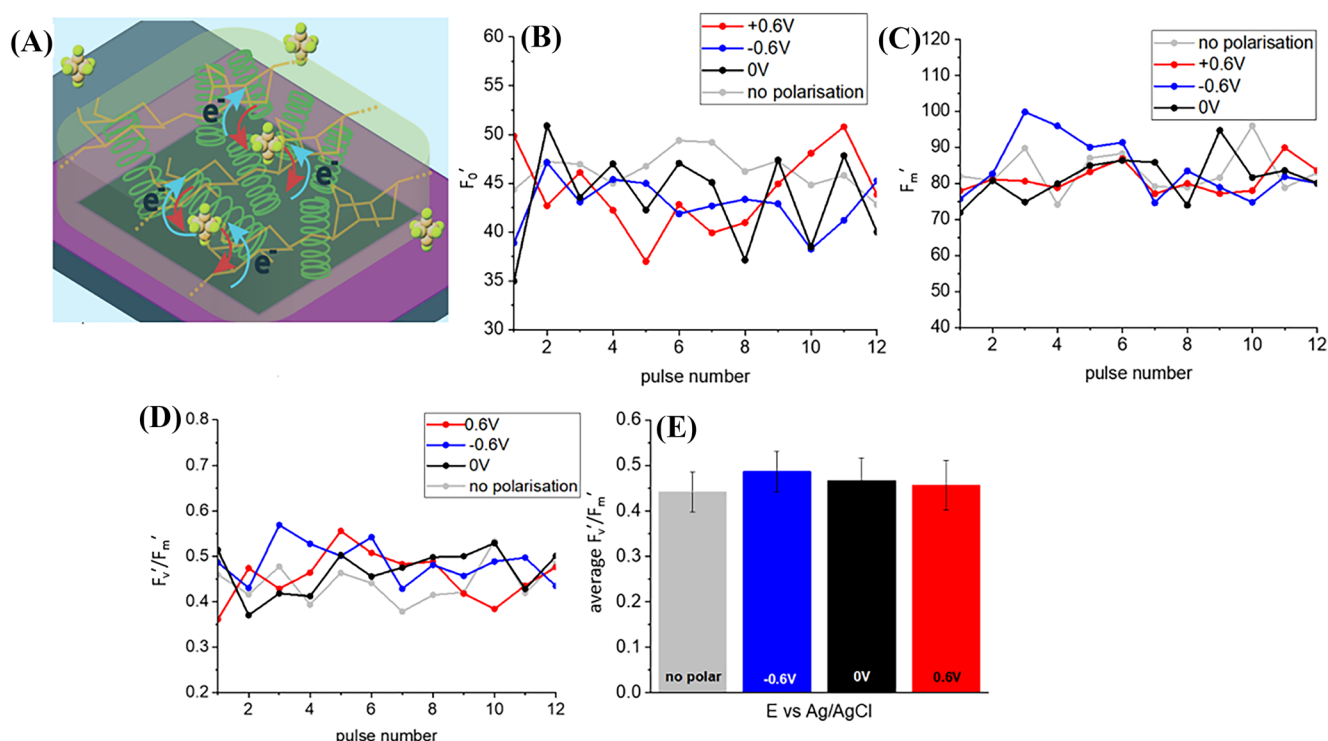 (A)
e-
e-
e-
e-
(B)
+0.6V
-0.6V
0V
no polarisation
60
55
50
45
40
35
30
F0′
2
4
6
8
10
12
pulse number
(C)
no polarisation
+0.6V
-0.6V
0V
120
110
100
90
80
70
60
50
40
Fm′
2
4
6
8
10
12
pulse number
(D)
0.6V
-0.6V
0V
no polarisation
0.8
0.7
0.6
0.5
0.4
0.3
0.2
Fv′/Fm′
2
4
6
8
10
12
pulse number
(E)
0.6
0.5
0.4
0.3
0.2
0.1
0.0
average Fv′/Fm′
no polar
-0.6V
0V
0.6V
E vs Ag/AgCl